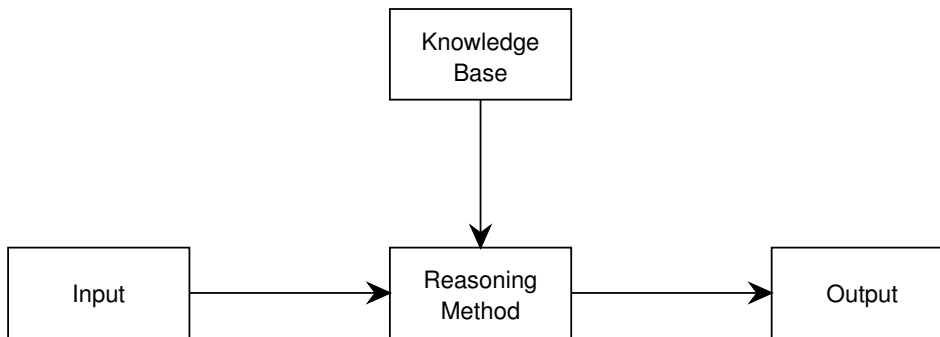 Knowledge
Base
Input
Reasoning
Method
Output